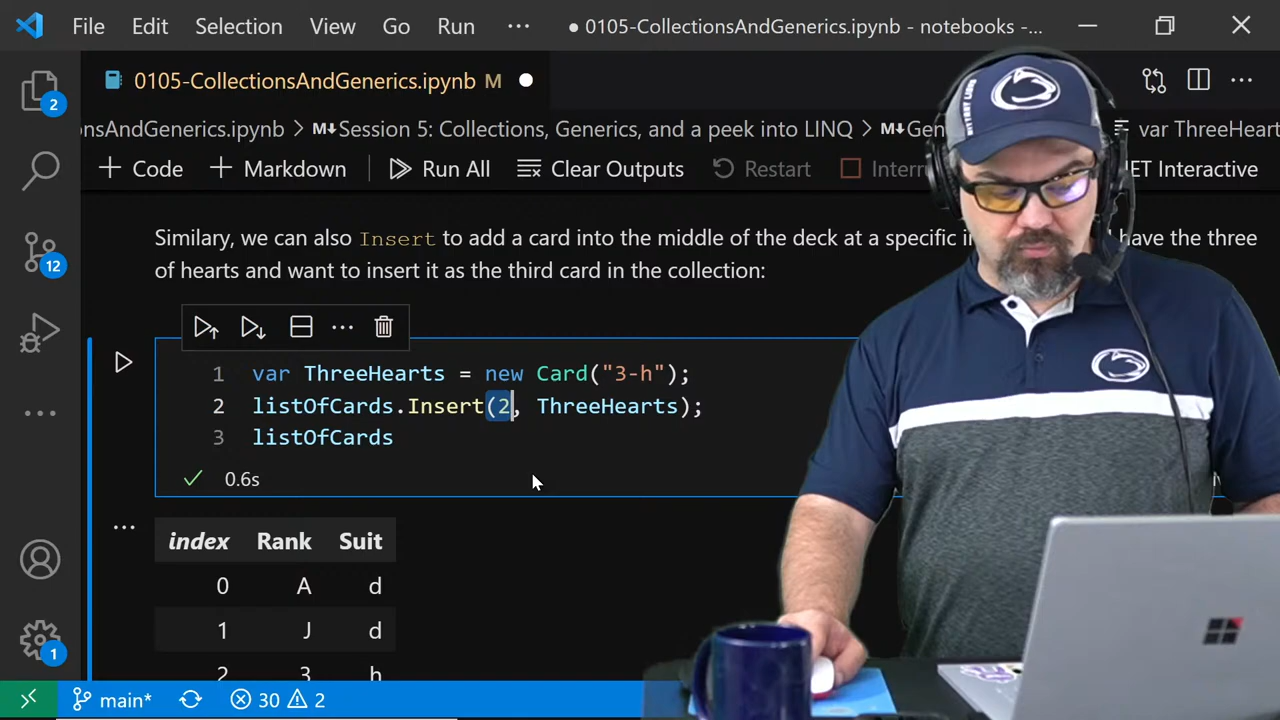 File Edit Selection View Go Run ··· ● 0105-CollectionsAndGenerics.ipynb - notebooks -...
0105-CollectionsAndGenerics.ipynb M
nsAndGenerics.ipynb > M↓Session 5: Collections, Generics, and a peek into LINQ > M↓Gen var ThreeHeart
+ Code + Markdown Run All Clear Outputs Restart Interr ET Interactive
Similary, we can also Insert to add a card into the middle of the deck at a specific i have the three
of hearts and want to insert it as the third card in the collection:
1 var ThreeHearts = new Card("3-h");
2 listOfCards.Insert(2, ThreeHearts);
3 listOfCards
0.6s
index Rank Suit
0 A d
1 J d
2 3 h
2
12
1
main* 30 2